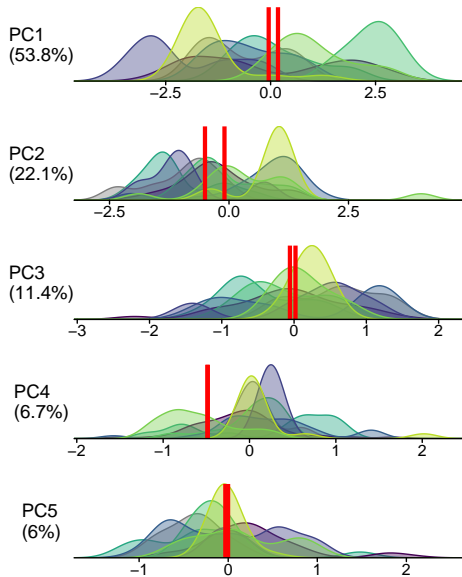 PC1
(53.8%)
−2.5 0.0 2.5
PC2
(22.1%)
−2.5 0.0 2.5
PC3
(11.4%)
−3 −2 −1 0 1 2
PC4
(6.7%)
−2 −1 0 1 2
PC5
(6%)
−1 0 1 2